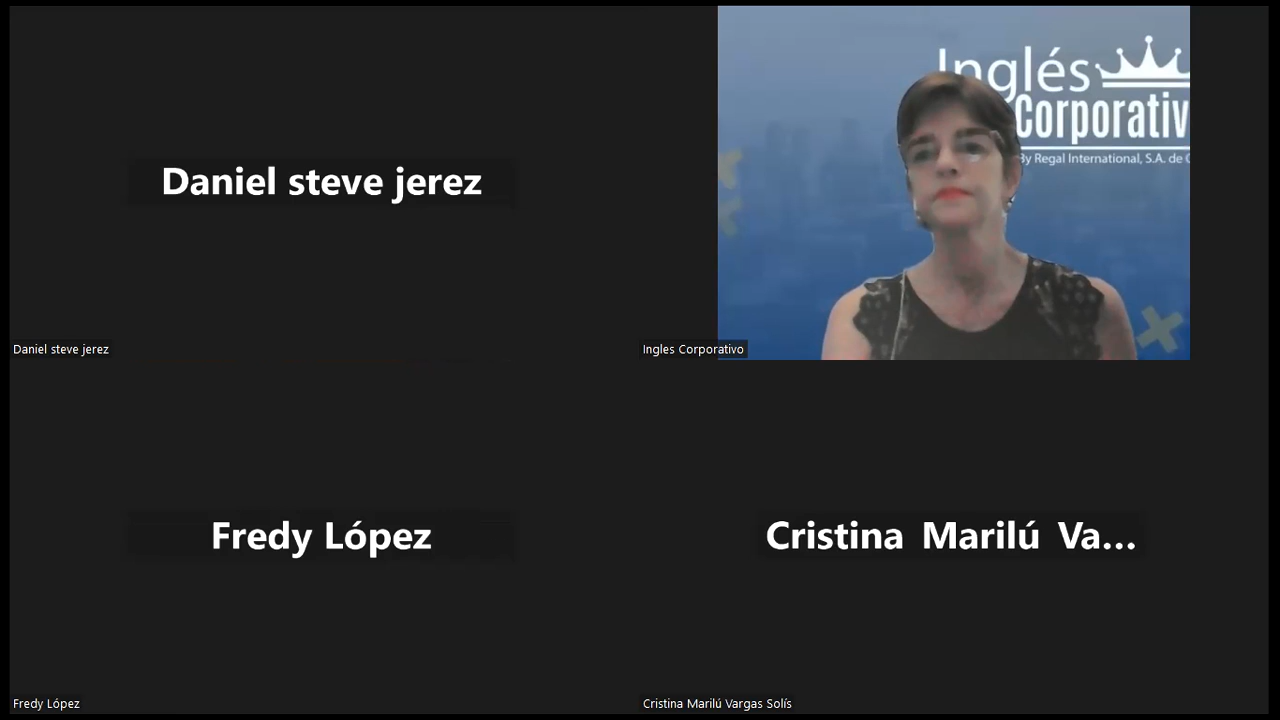 Daniel steve jerez
Daniel steve jerez
Inglés
Corporativ
By Regal International, S.A. de
Ingles Corporativo
Fredy López
Fredy López
Cristina Marilú Va...
Cristina Marilú Vargas Solís